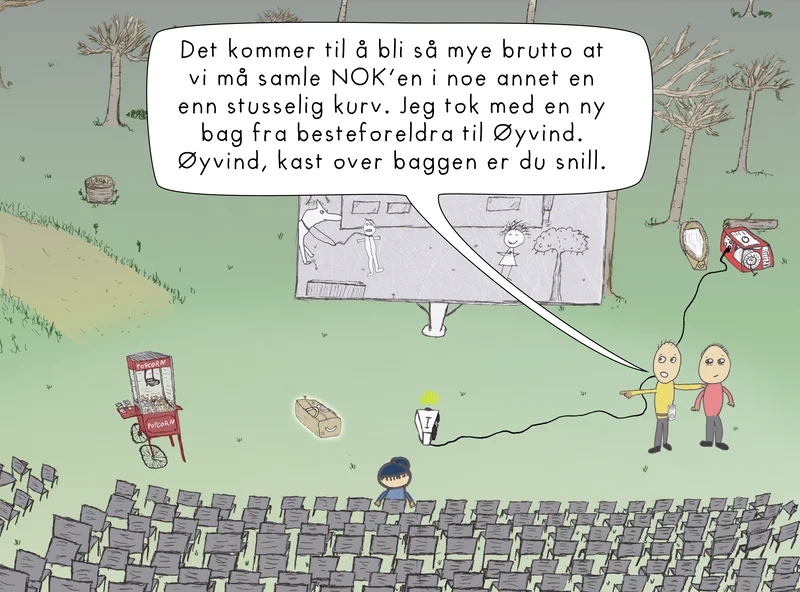 Det kommer til å bli så mye brutto at
vi må samle NOK'en i noe annet en
enn stusselig kurv. Jeg tok med en ny
bag fra besteforeldra til Øyvind.
Øyvind, kast over baggen er du snill.
POPCORN
POPCORN
I